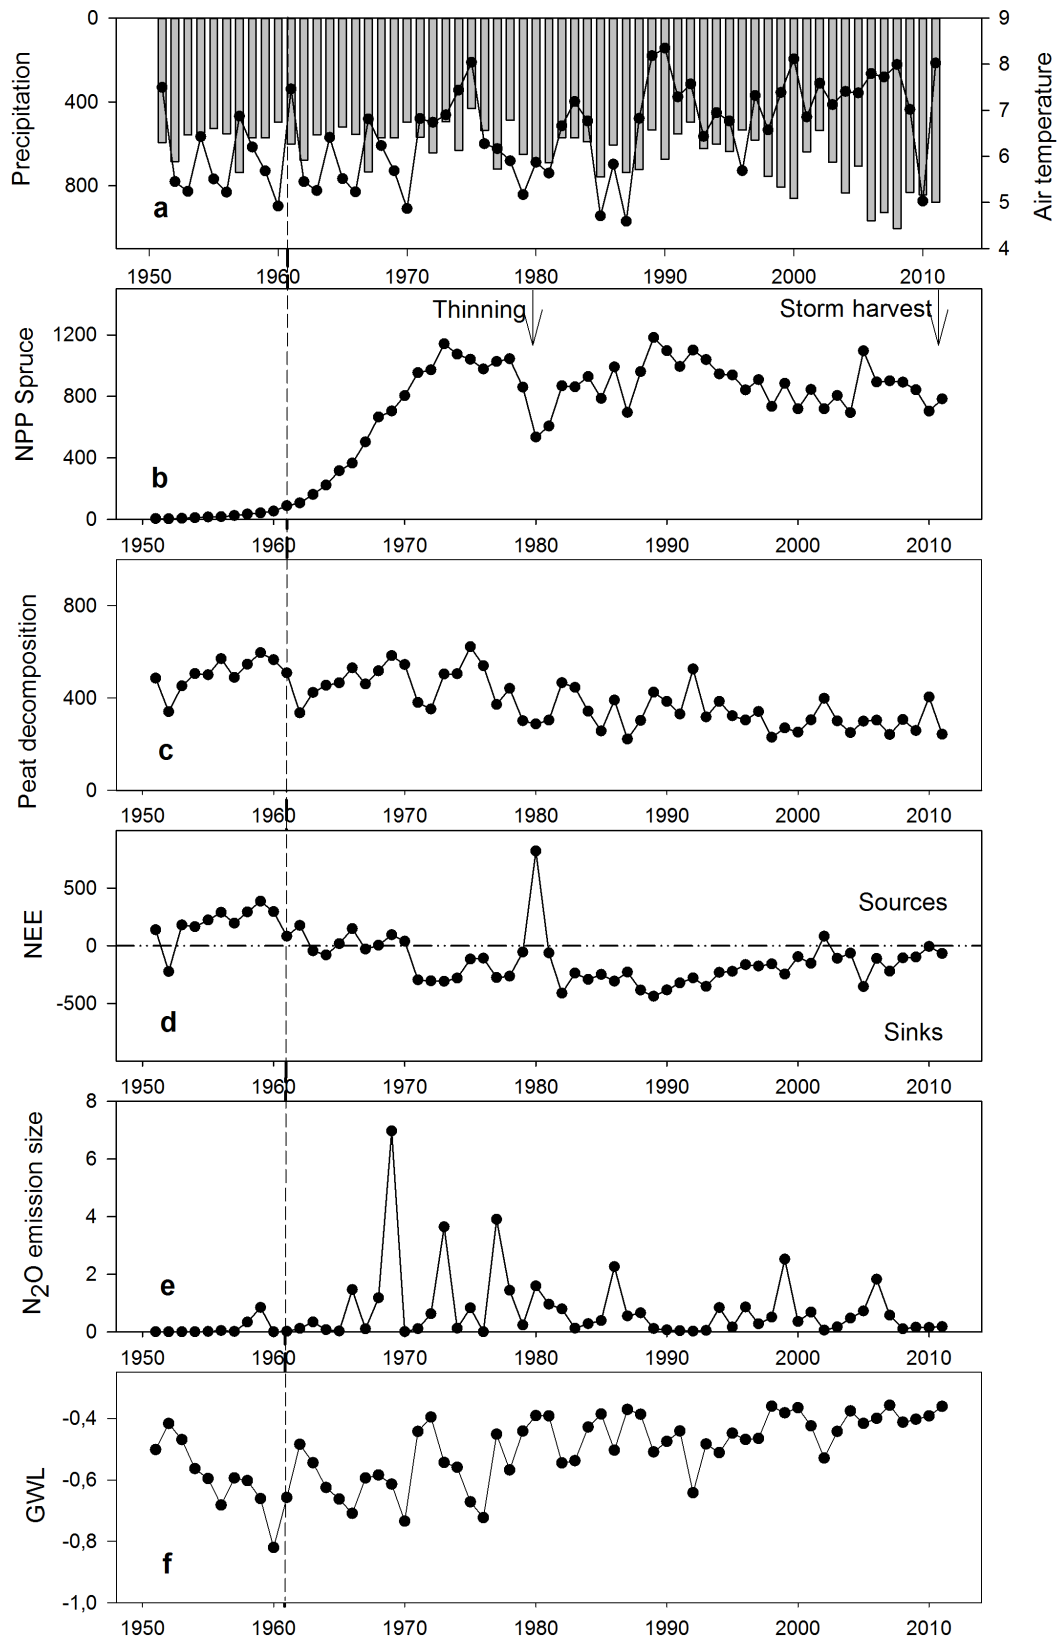 0
400
800
Precipitation
a
9
8
7
6
5
4
Air temperature
1950 1960 1970 1980 1990 2000 2010
Thinning
Storm harvest
1200
800
400
0
NPP Spruce
b
1950 1960 1970 1980 1990 2000 2010
800
400
0
Peat decomposition
c
1950 1960 1970 1980 1990 2000 2010
500
0
-500
NEE
Sources
Sinks
d
1950 1960 1970 1980 1990 2000 2010
8
6
4
2
0
N2O emission size
e
1950 1960 1970 1980 1990 2000 2010
-0,4
-0,6
-0,8
-1,0
GWL
f
1950 1960 1970 1980 1990 2000 2010